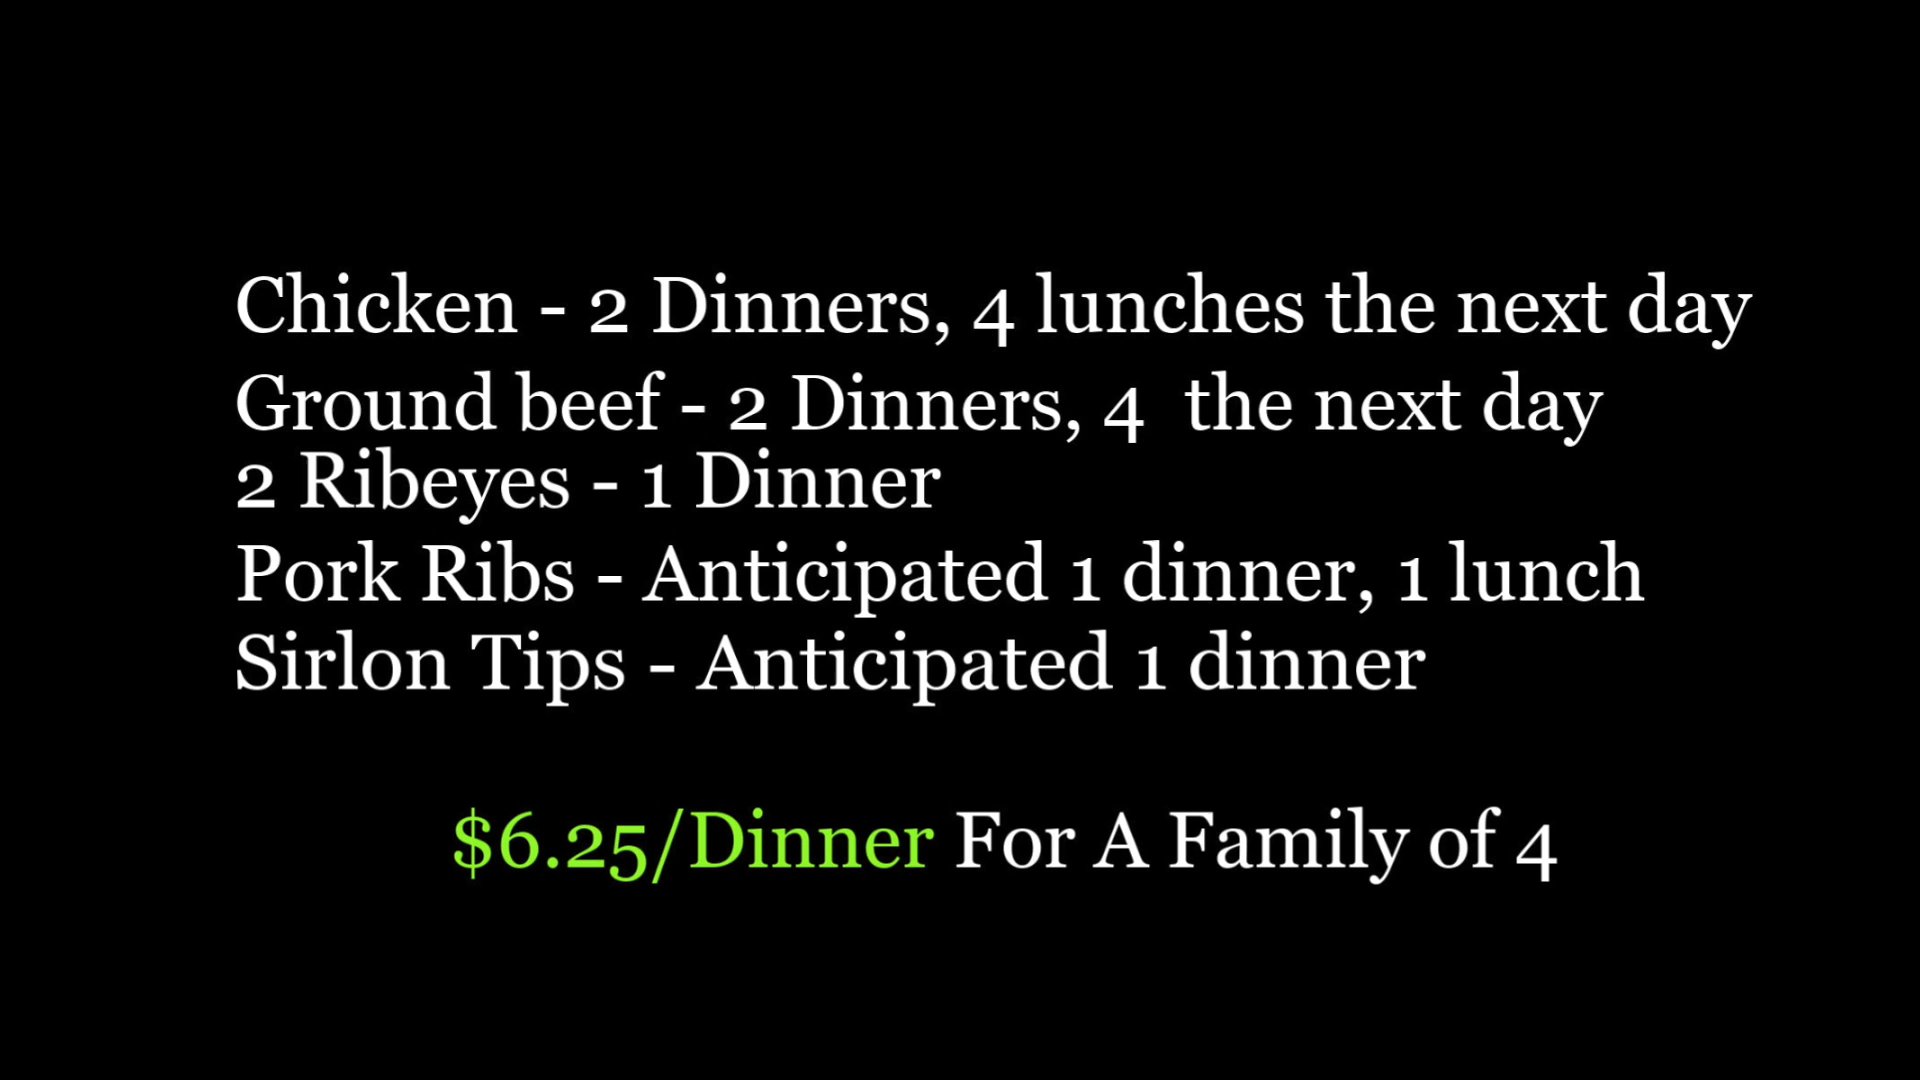 Chicken - 2 Dinners, 4 lunches the next day
Ground beef - 2 Dinners, 4  the next day
2 Ribeyes - 1 Dinner
Pork Ribs - Anticipated 1 dinner, 1 lunch
Sirlon Tips - Anticipated 1 dinner
$6.25/Dinner For A Family of 4